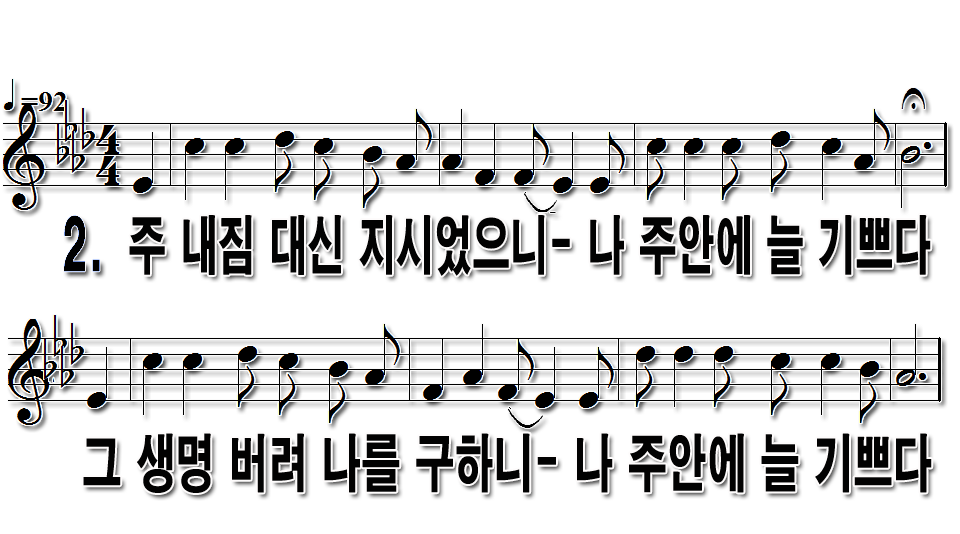 ♩=92
4
4
2. 주 내짐 대신 지시었으니- 나 주안에 늘 기쁘다
그 생명 버려 나를 구하니- 나 주안에 늘 기쁘다